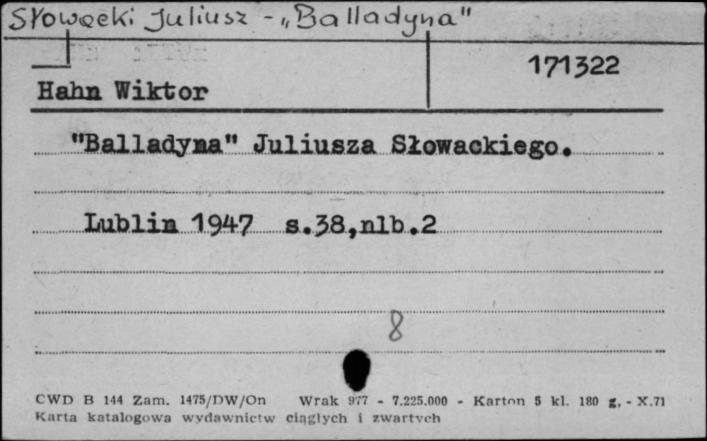 Słowacki Juliusz - „Balladyna"
171322
Hahn Wiktor
"Balladyna" Juliusza Słowackiego.
Lublin 1947 s.38,nlb.2
8
CWD B 144 Zam. 1475/DW/On Wrak 977 - 7.225.000 - Karton 5 kl. 180 g. - X.71
Karta katalogowa wydawnictw ciągłych i zwartych